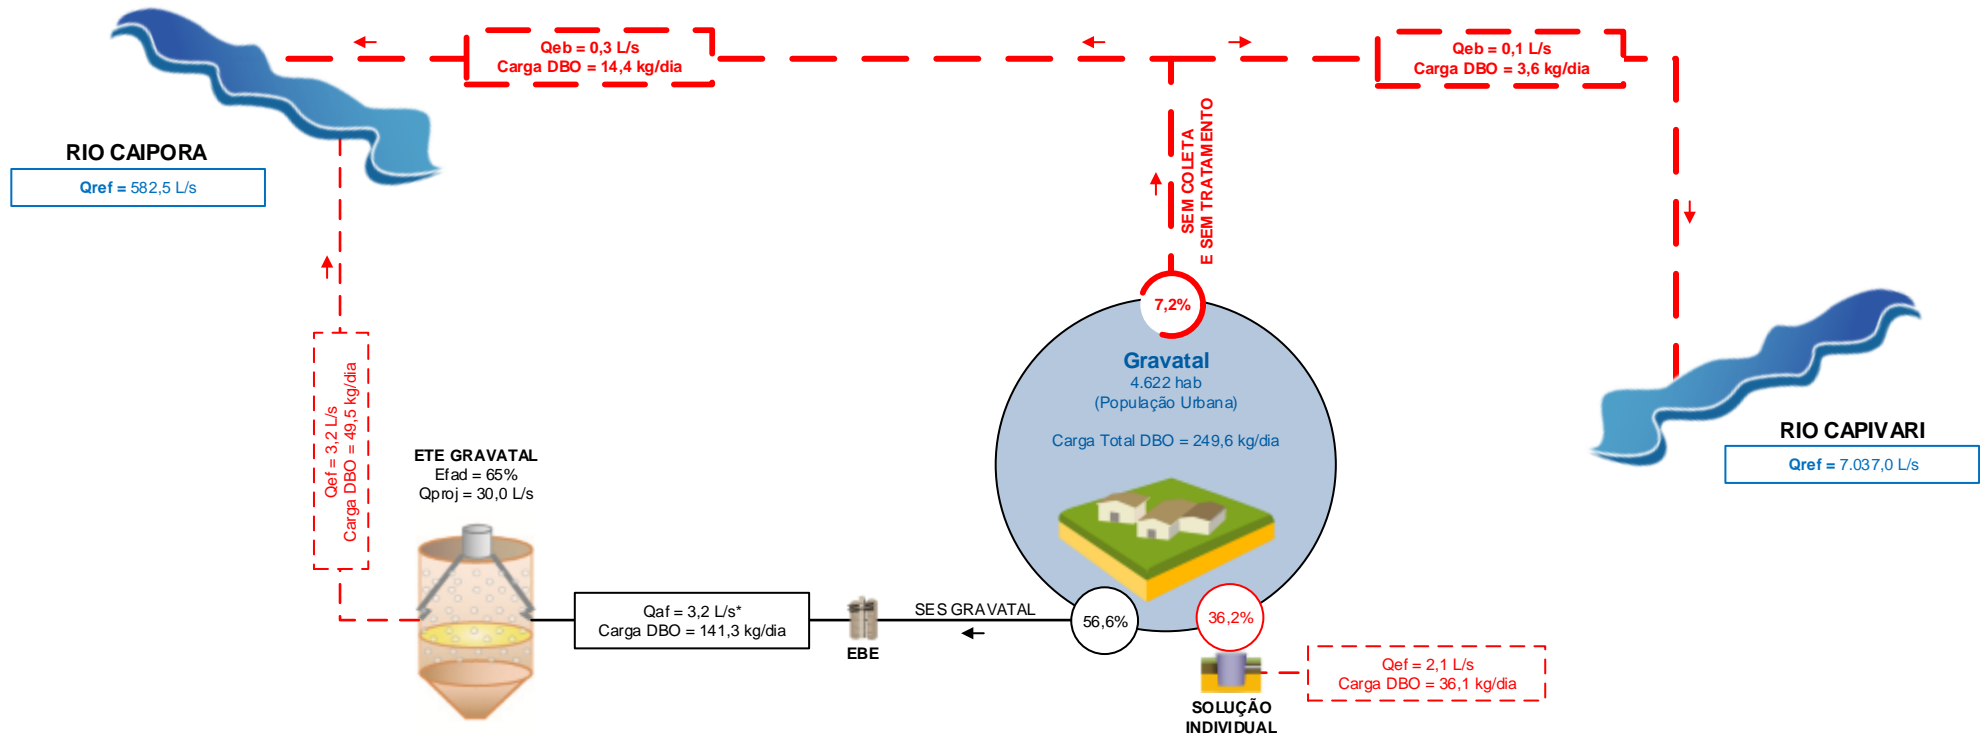 Qeb = 0,3 L/s
Carga DBO = 14,4 kg/dia
Qeb = 0,1 L/s
Carga DBO = 3,6 kg/dia
RIO CAIPORA
Qref = 582,5 L/s
SEM COLETA
E SEM TRATAMENTO
7,2%
Gravatal
4.622 hab
(População Urbana)
Carga Total DBO = 249,6 kg/dia
RIO CAPIVARI
Qref = 7.037,0 L/s
Qef = 3,2 L/s
Carga DBO = 49,5 kg/dia
ETE GRAVATAL
Efad = 65%
Qproj = 30,0 L/s
Qaf = 3,2 L/s*
Carga DBO = 141,3 kg/dia
EBE
SES GRAVATAL
56,6%
36,2%
Qef = 2,1 L/s
Carga DBO = 36,1 kg/dia
SOLUÇÃO
INDIVIDUAL